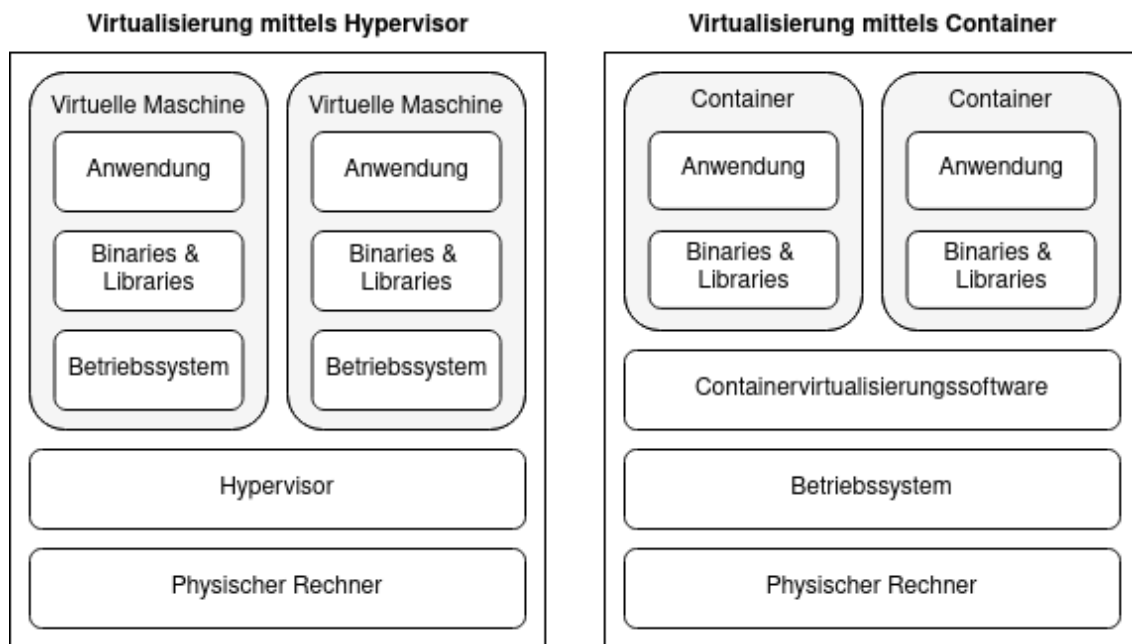 Virtualisierung mittels Hypervisor
Virtuelle Maschine
Anwendung
Binaries &
Libraries
Betriebssystem
Virtuelle Maschine
Anwendung
Binaries &
Libraries
Betriebssystem
Hypervisor
Physischer Rechner
Virtualisierung mittels Container
Container
Anwendung
Binaries &
Libraries
Container
Anwendung
Binaries &
Libraries
Containervirtualisierungssoftware
Betriebssystem
Physischer Rechner